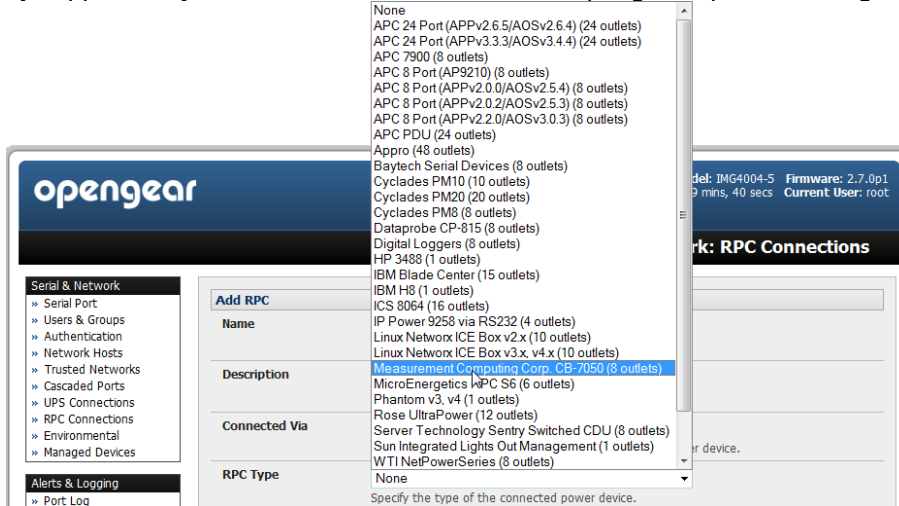 None
APC 24 Port (APPv2.6.5/AOSv2.6.4) (24 outlets)
APC 24 Port (APPv3.3.3/AOSv3.4.4) (24 outlets)
APC 7900 (8 outlets)
APC 8 Port (AP9210) (8 outlets)
APC 8 Port (APPv2.0.0/AOSv2.5.4) (8 outlets)
APC 8 Port (APPv2.0.2/AOSv2.5.3) (8 outlets)
APC 8 Port (APPv2.2.0/AOSv3.0.3) (8 outlets)
APC PDU (24 outlets)
Appro (48 outlets)
Baytech Serial Devices (8 outlets)
Cyclades PM10 (10 outlets)
Cyclades PM20 (20 outlets)
Cyclades PM8 (8 outlets)
Dataprobe CP-815 (8 outlets)
Digital Loggers (8 outlets)
HP 3488 (1 outlets)
IBM Blade Center (15 outlets)
IBM H8 (1 outlets)
ICS 8064 (16 outlets)
IP Power 9258 via RS232 (4 outlets)
Linux Networx ICE Box v2.x (10 outlets)
Linux Networx ICE Box v3.x, v4.x (10 outlets)
Measurement Computing Corp. CB-7050 (8 outlets)
MicroEnergetics PC S6 (6 outlets)
Phantom v3, v4 (1 outlets)
Rose UltraPower (12 outlets)
Server Technology Sentry Switched CDU (8 outlets)
Sun Integrated Lights Out Management (1 outlets)
WTI NetPowerSeries (8 outlets)
None
Specify the type of the connected power device.
opengear
del: IMG4004-5 Firmware: 2.7.0p1
9 mins, 40 secs Current User: root
rk: RPC Connections
Serial & Network
» Serial Port
» Users & Groups
» Authentication
» Network Hosts
» Trusted Networks
» Cascaded Ports
» UPS Connections
» RPC Connections
» Environmental
» Managed Devices
Alerts & Logging
» Port Log
Add RPC
Name
Description
Connected Via
er device.
RPC Type